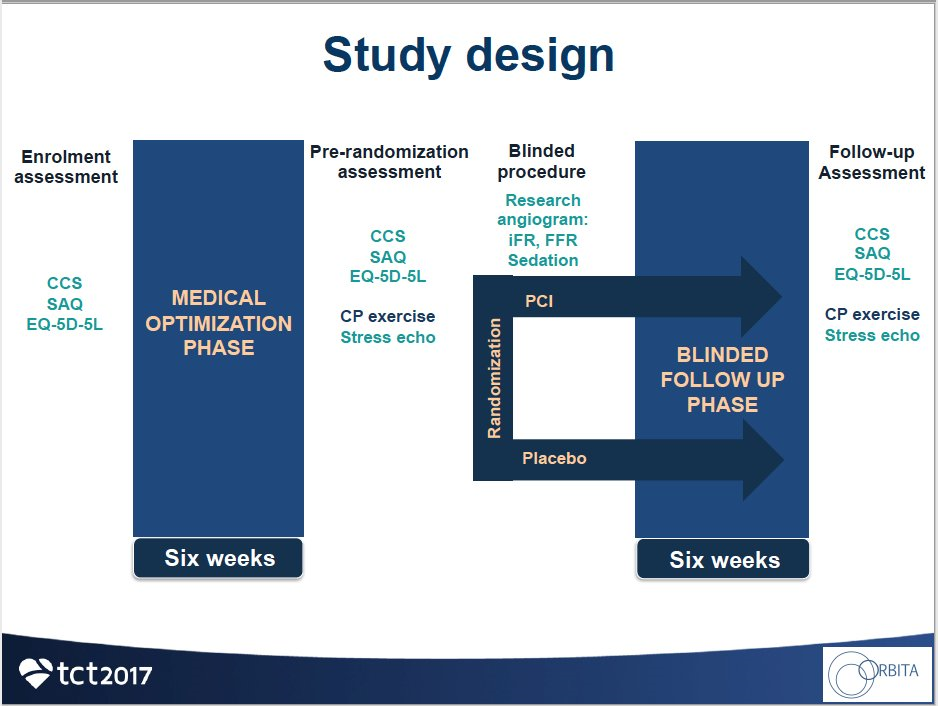 Study design
Enrolment
assessment
CCS
SAQ
EQ-5D-5L
MEDICAL
OPTIMIZATION
PHASE
Six weeks
Pre-randomization
assessment
CCS
SAQ
EQ-5D-5L
CP exercise
Stress echo
Blinded
procedure
Research
angiogram:
iFR, FFR
Sedation
Randomization
PCI
Placebo
BLINDED
FOLLOW UP
PHASE
Six weeks
Follow-up
Assessment
CCS
SAQ
EQ-5D-5L
CP exercise
Stress echo
tct2017
ORBITA